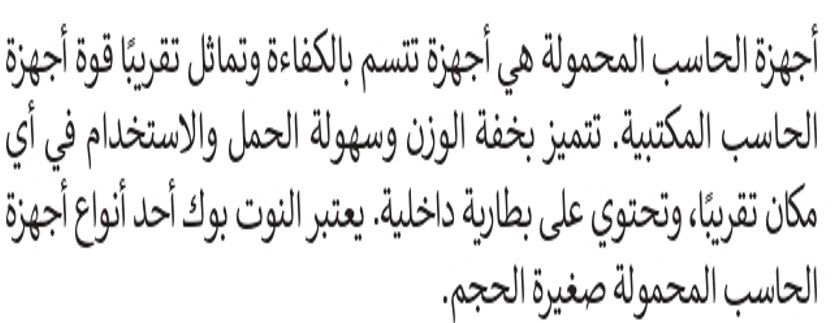 أجهزة الحاسب المحمولة هي أجهزة تتسم بالكفاءة وتماثل تقريبًا قوة أجهزة
الحاسب المكتبية. تتميز بخفة الوزن وسهولة الحمل والاستخدام في أي
مكان تقريبًا، وتحتوي على بطارية داخلية. يعتبر النوت بوك أحد أنواع أجهزة
الحاسب المحمولة صغيرة الحجم.